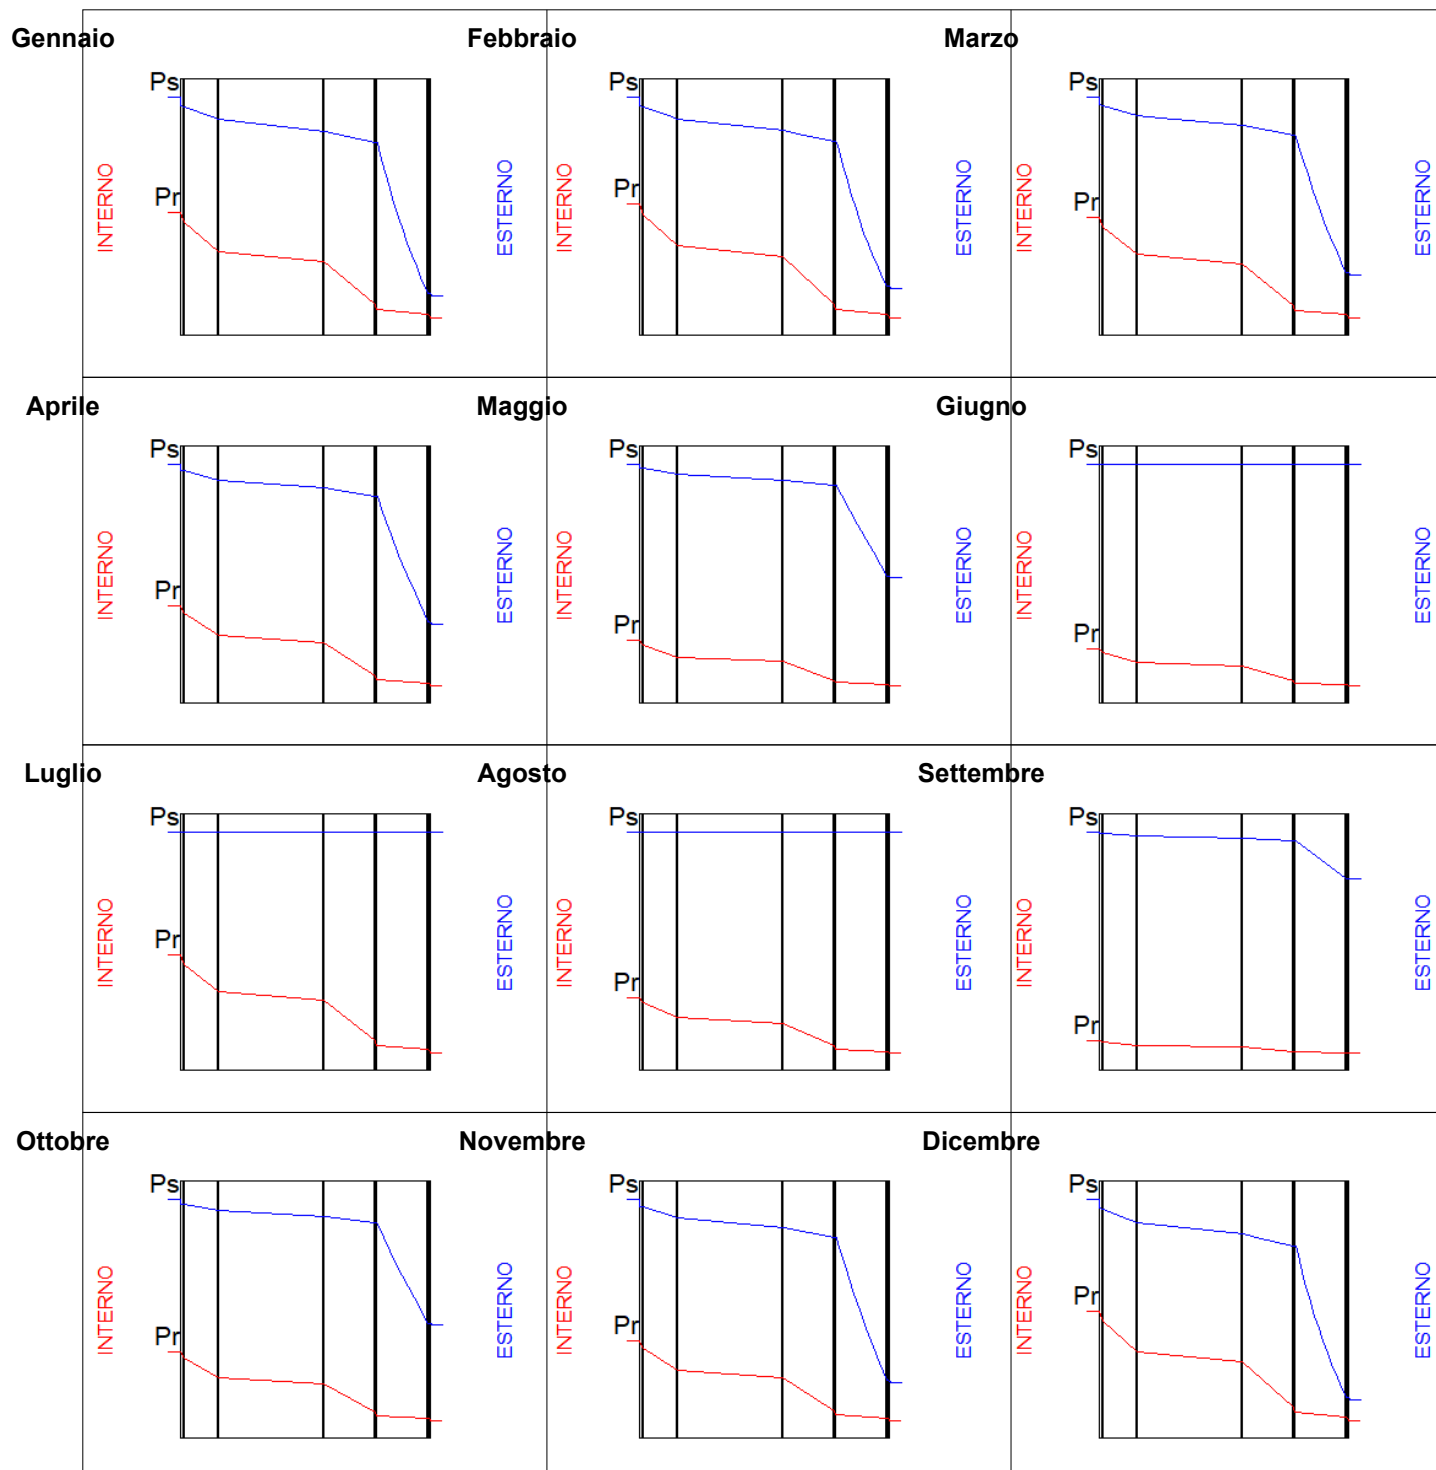 Gennaio Febbraio Marzo
Ps Ps Ps
INTERNO Pr ESTERNO INTERNO Pr ESTERNO INTERNO Pr ESTERNO
Aprile Maggio Giugno
Ps Ps Ps
INTERNO Pr ESTERNO INTERNO Pr ESTERNO INTERNO Pr ESTERNO
Luglio Agosto Settembre
Ps Ps Ps
INTERNO Pr ESTERNO INTERNO Pr ESTERNO INTERNO Pr ESTERNO
Ottobre Novembre Dicembre
Ps Ps Ps
INTERNO Pr ESTERNO INTERNO Pr ESTERNO INTERNO Pr ESTERNO